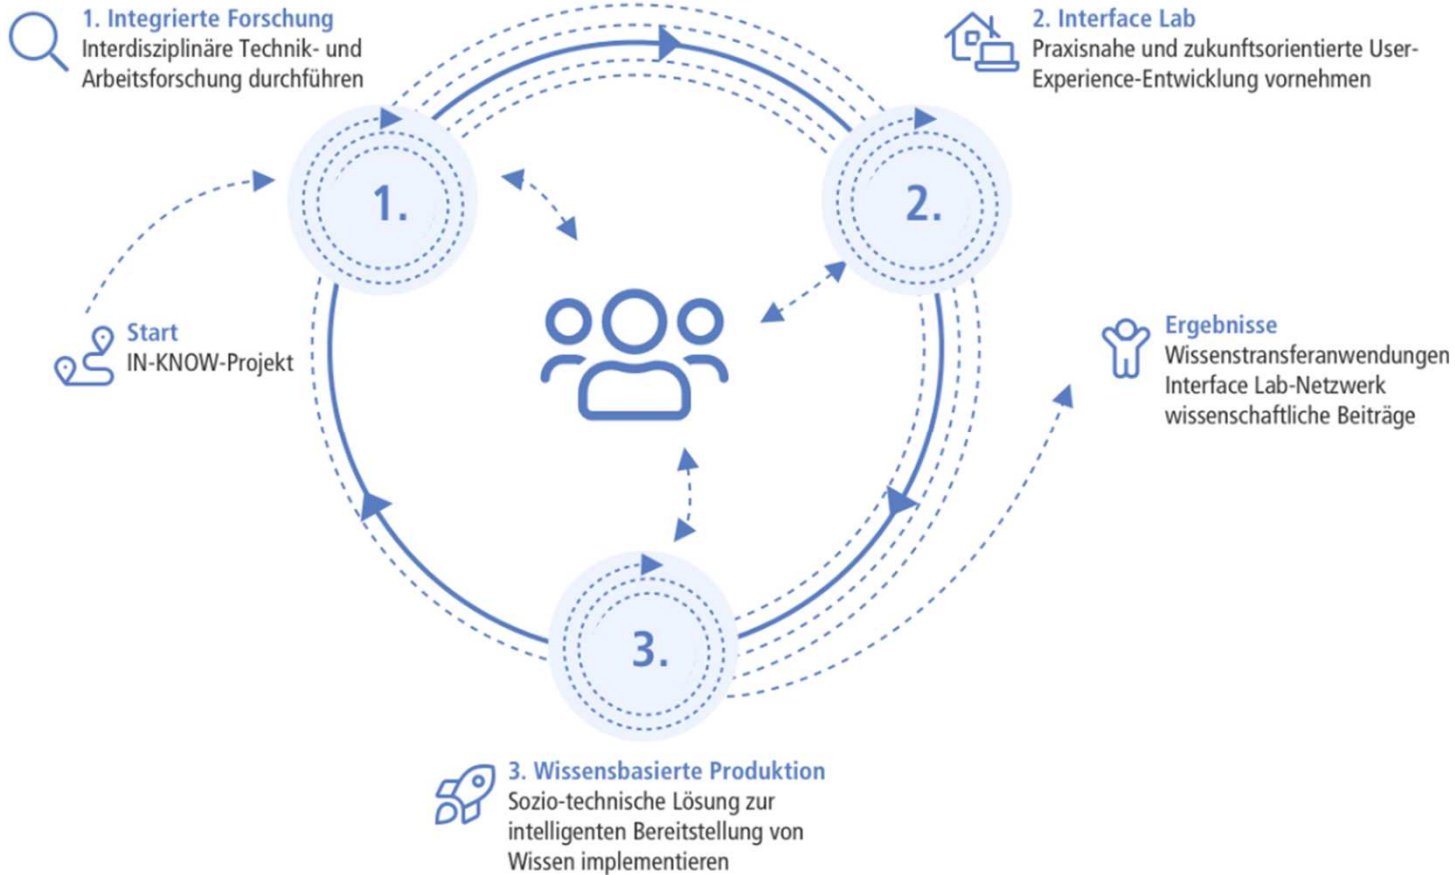 1. Integrierte Forschung
Interdisziplinäre Technik- und
Arbeitsforschung durchführen
2. Interface Lab
Praxisnahe und zukunftsorientierte User-
Experience-Entwicklung vornehmen
1.
2.
Start
IN-KNOW-Projekt
Ergebnisse
Wissenstransferanwendungen
Interface Lab-Netzwerk
wissenschaftliche Beiträge
3.
3. Wissensbasierte Produktion
Sozio-technische Lösung zur
intelligenten Bereitstellung von
Wissen implementieren